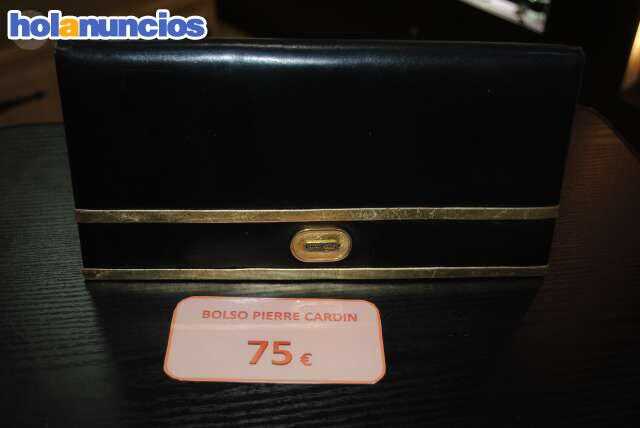 holanuncios
BOLSO PIERRE CARDIN
75 €